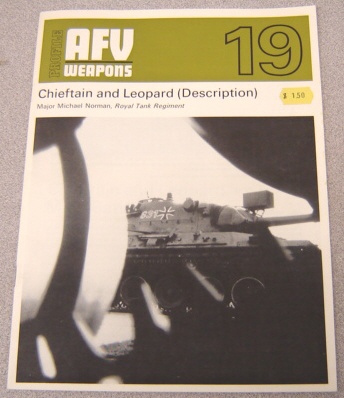 PROFILE
AFV
WEAPONS
19
Chieftain and Leopard (Description)
$ 1.50
Major Michael Norman, Royal Tank Regiment